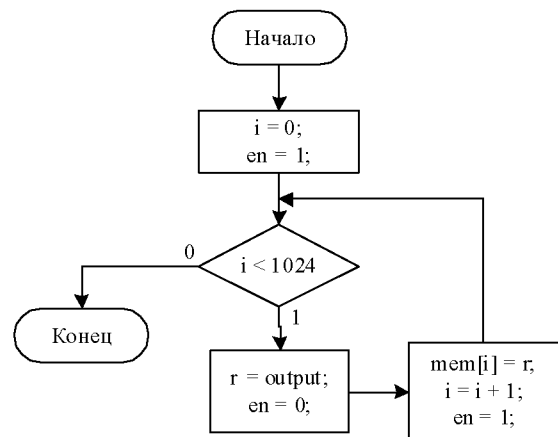 Начало
i = 0;
en = 1;
i < 1024
0
1
Конец
r = output;
en = 0;
mem[i] = r;
i = i + 1;
en = 1;